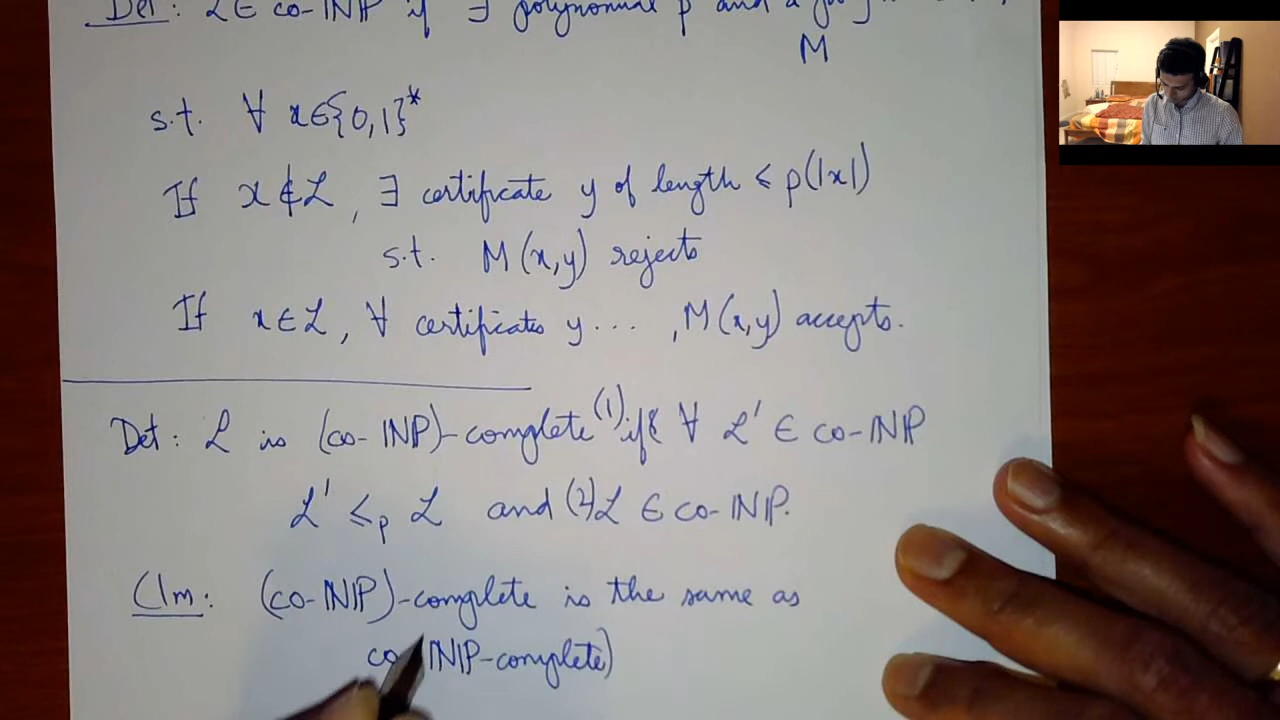 Def: L ∈ co-NP if ∃ polynomial p and a
M
s.t. ∀ x∈{0,1}*
If x∉L, ∃ certificate y of length ≤ p(|x|)
s.t. M(x,y) rejects
If x∈L, ∀ certificates y ... , M(x,y) accepts.
Def: L is (co-NP)-complete if (1) ∀ L' ∈ co-NP
L' ≤p L and (2) L ∈ co-NP.
Clm: (co-NP)-complete is the same as
co-(NP-complete)